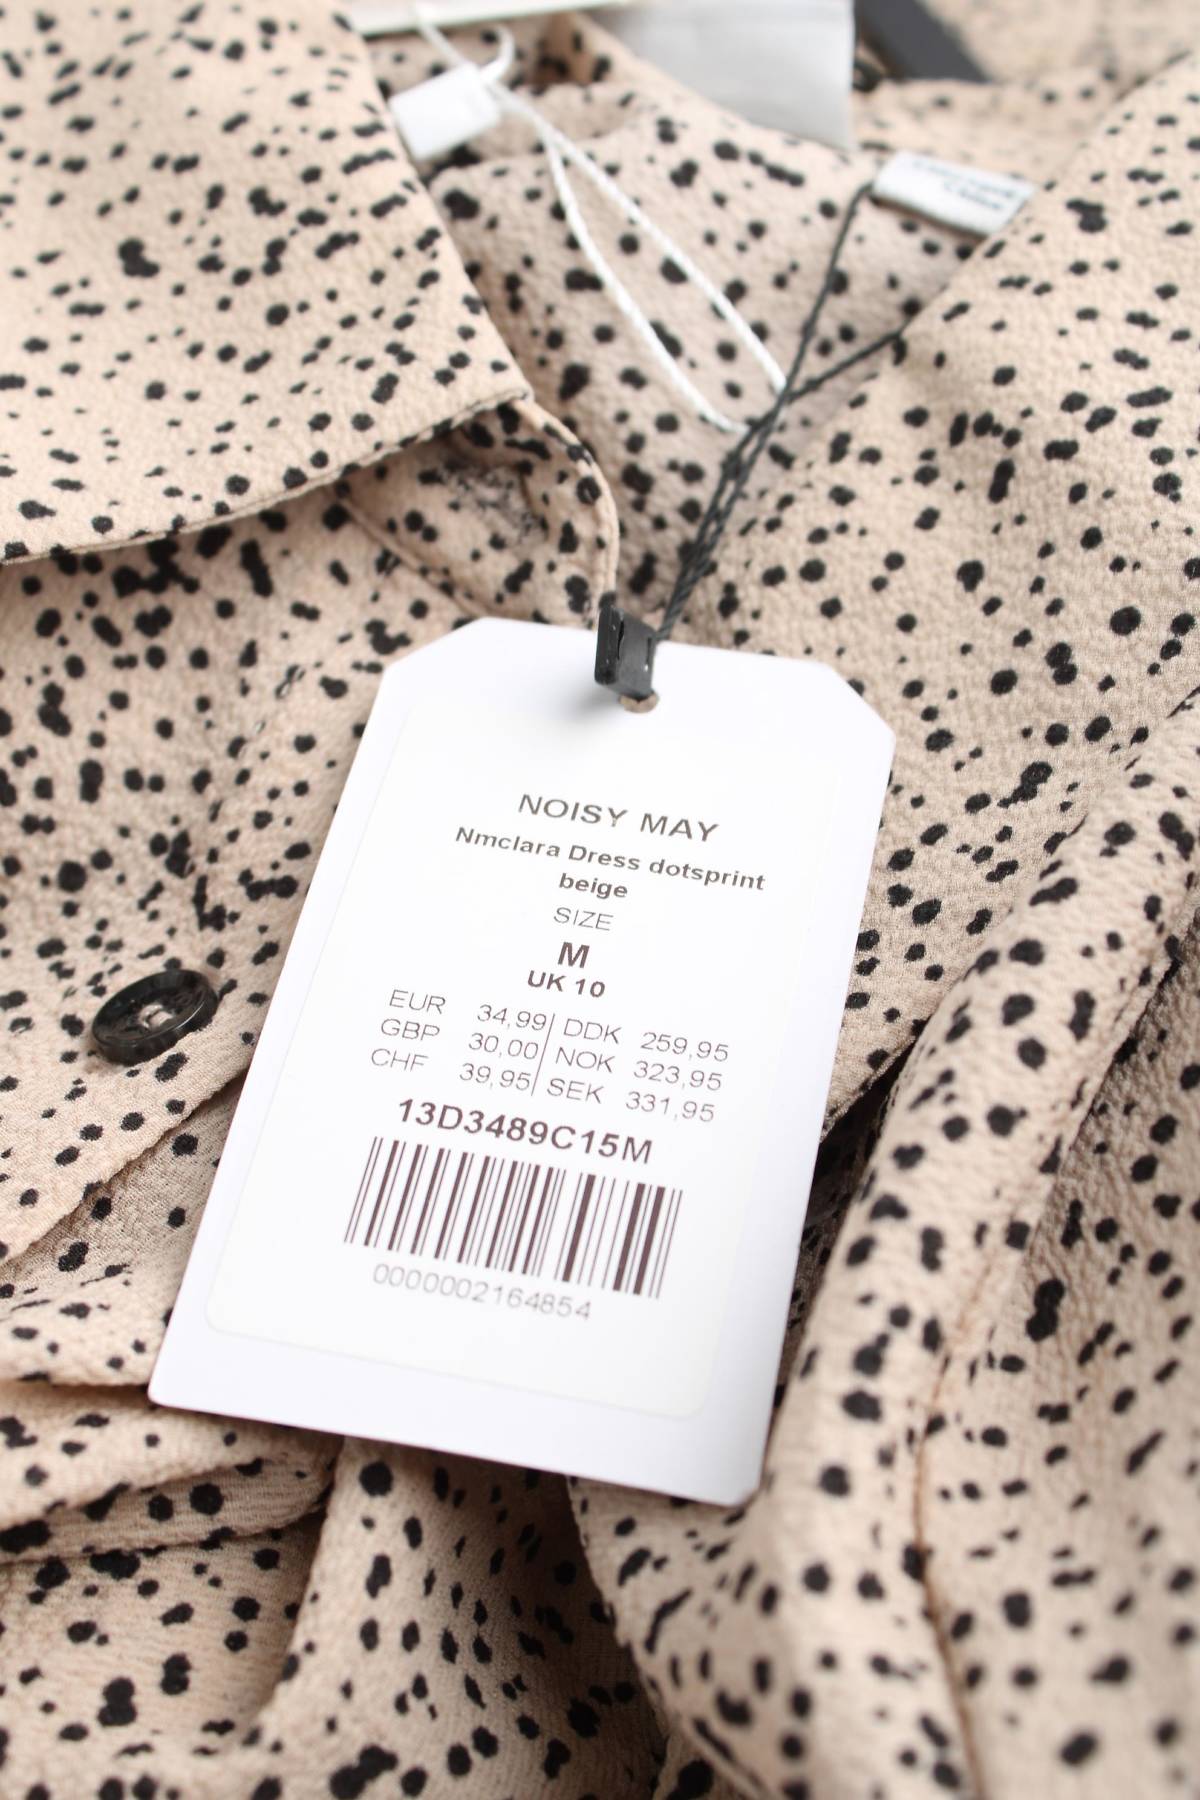 NOISY MAY
Nmclara Dress dotsprint
beige
SIZE
M
UK 10
EUR 34,99 DDK 259,95
GBP 30,00 NOK 323,95
CHF 39,95 SEK 331,95
13D3489C15M
0000002164854